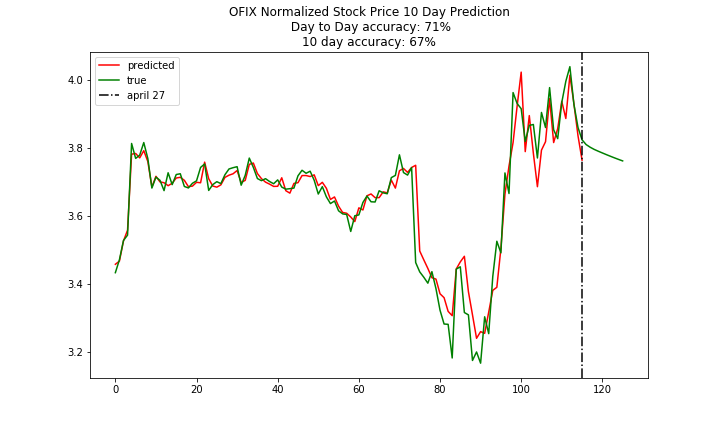 OFIX Normalized Stock Price 10 Day Prediction
Day to Day accuracy: 71%
10 day accuracy: 67%
predicted
true
april 27
4.0
3.8
3.6
3.4
3.2
0 20 40 60 80 100 120